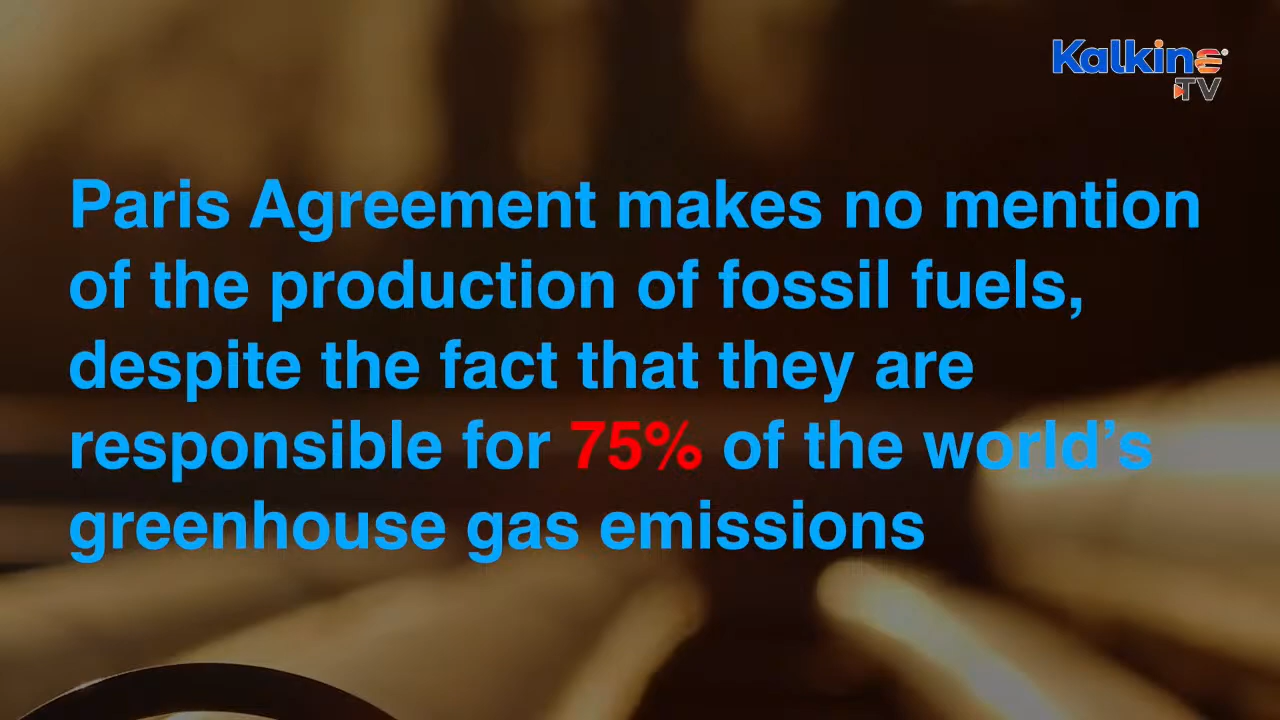 Kalkine
TV
Paris Agreement makes no mention
of the production of fossil fuels,
despite the fact that they are
responsible for 75% of the world’s
greenhouse gas emissions